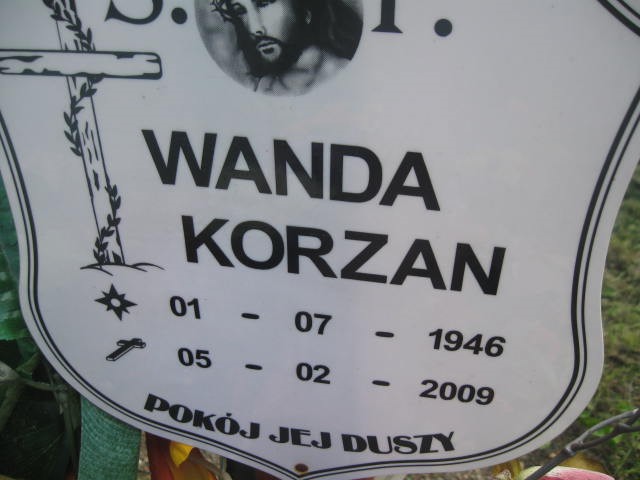 Ś. P.
WANDA
KORZAN
01 - 07 - 1946
05 - 02 - 2009
POKÓJ JEJ DUSZY